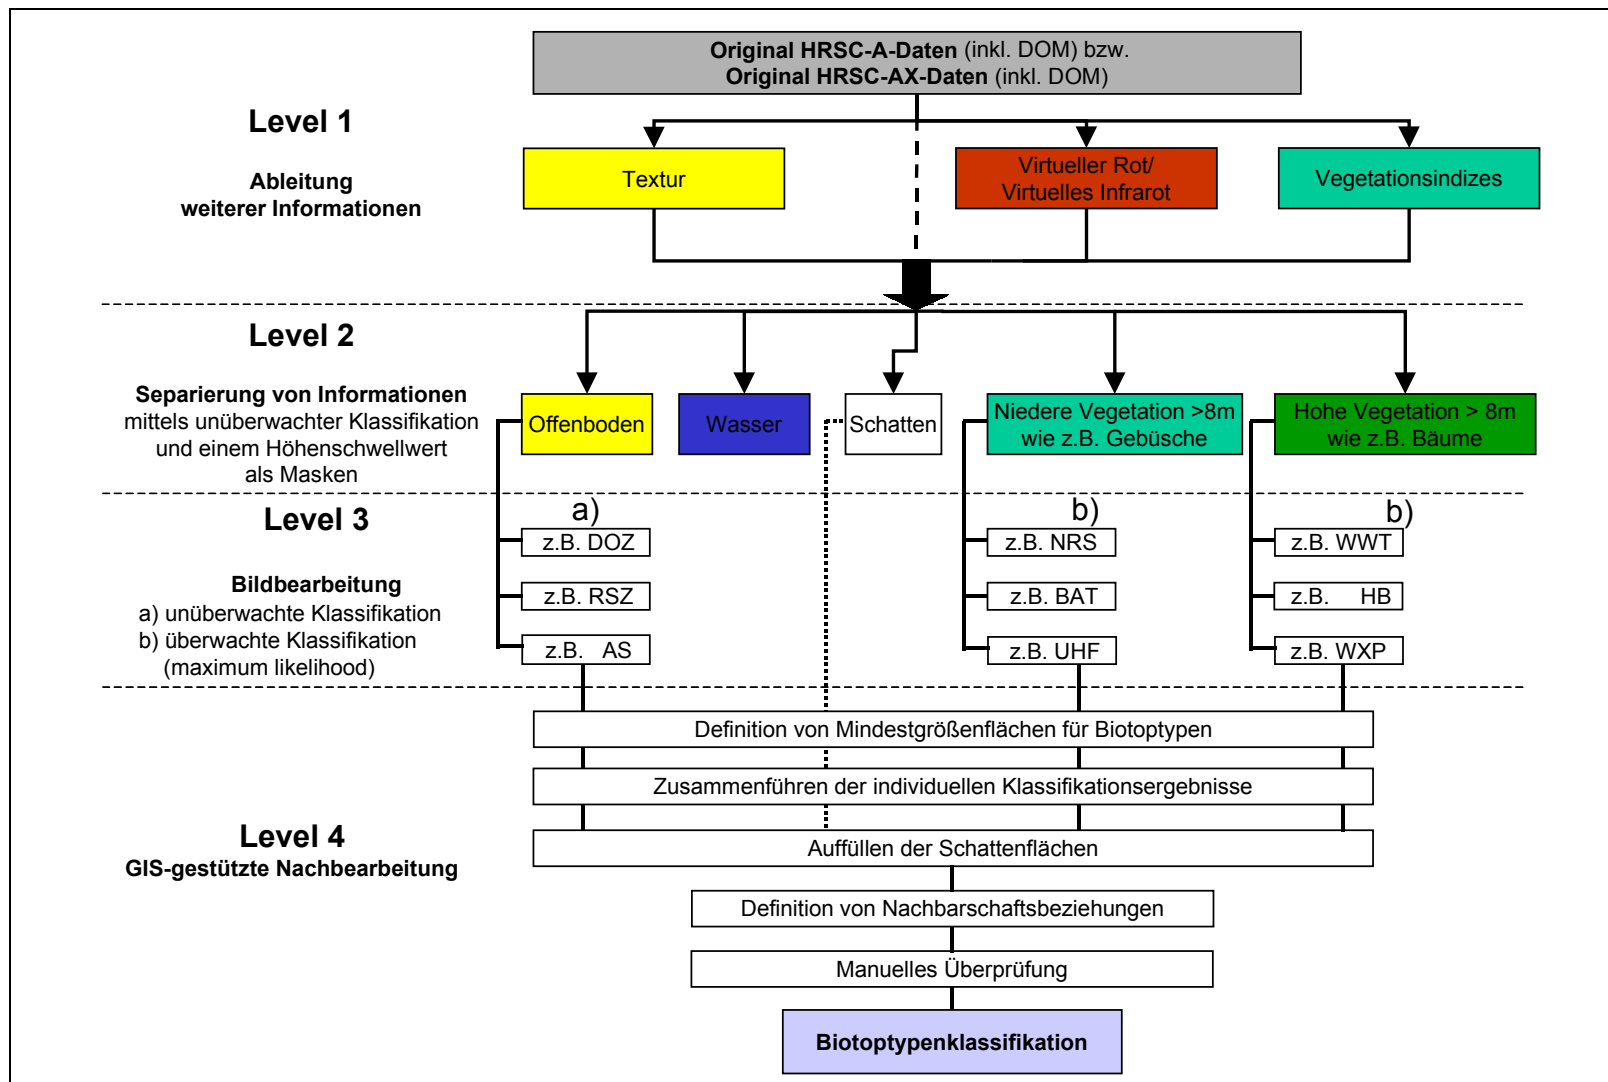 Original HRSC-A-Daten (inkl. DOM) bzw.
Original HRSC-AX-Daten (inkl. DOM)
Level 1
Ableitung
weiterer Informationen
Textur
Virtueller Rot/
Virtuelles Infrarot
Vegetationsindizes
Level 2
Separierung von Informationen
mittels unüberwachter Klassifikation
und einem Höhenschwellwert
als Masken
Offenboden
Wasser
Schatten
Niedere Vegetation >8m
wie z.B. Gebüsche
Hohe Vegetation > 8m
wie z.B. Bäume
Level 3
Bildbearbeitung
a) unüberwachte Klassifikation
b) überwachte Klassifikation
(maximum likelihood)
a)
z.B. DOZ
z.B. RSZ
z.B. AS
b)
z.B. NRS
z.B. BAT
z.B. UHF
b)
z.B. WWT
z.B. HB
z.B. WXP
Level 4
GIS-gestützte Nachbearbeitung
Definition von Mindestgrößenflächen für Biotoptypen
Zusammenführen der individuellen Klassifikationsergebnisse
Auffüllen der Schattenflächen
Definition von Nachbarschaftsbeziehungen
Manuelles Überprüfung
Biotoptypenklassifikation